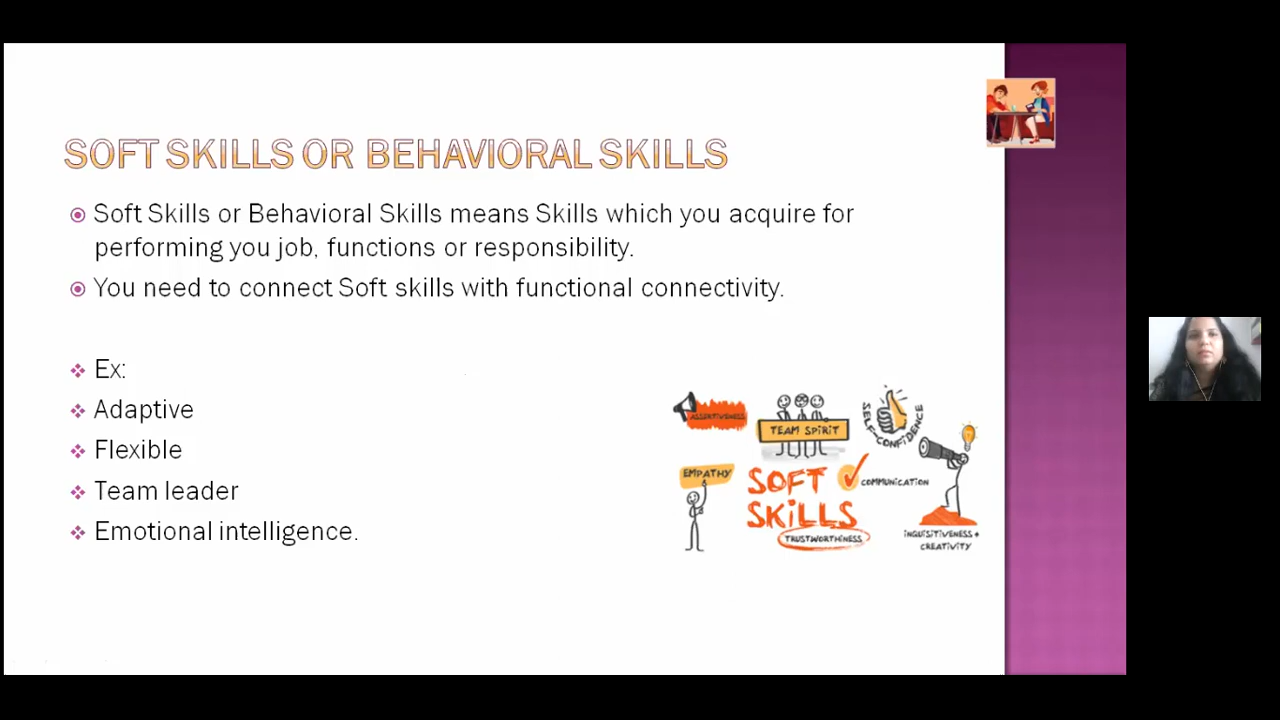 SOFT SKILLS OR BEHAVIORAL SKILLS
Soft Skills or Behavioral Skills means Skills which you acquire for
performing you job, functions or responsibility.
You need to connect Soft skills with functional connectivity.
Ex:
Adaptive
Flexible
Team leader
Emotional intelligence.
ASSERTIVENESS
TEAM SPIRIT
SELF-CONFIDENCE
EMPATHY
SOFT
SKILLS
COMMUNICATION
TRUSTWORTHINESS
INQUISITIVENESS +
CREATIVITY